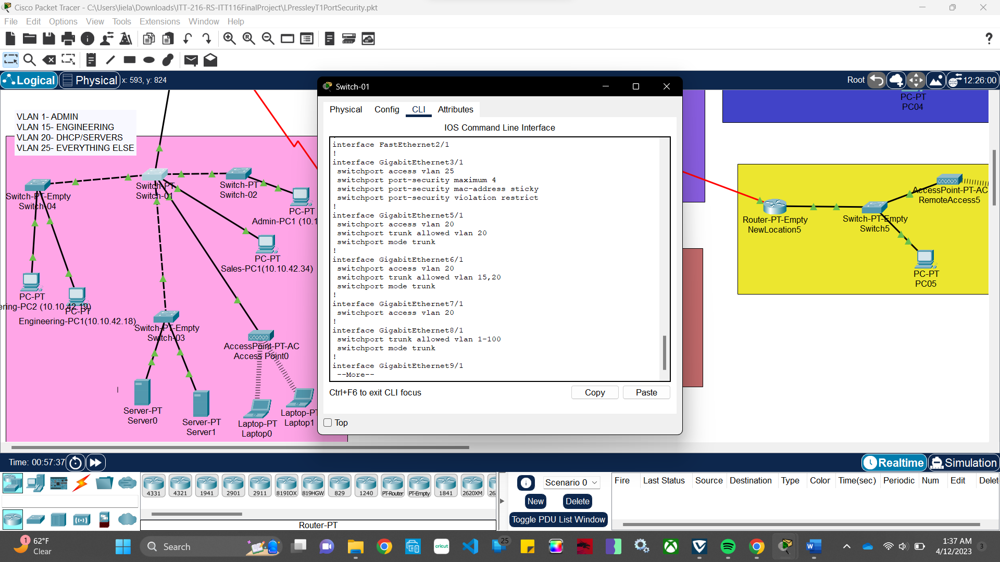 Cisco Packet Tracer - C:\Users\liela\Downloads\ITT-216-RS-ITT116FinalProject\LPressleyT1PortSecurity.pkt
File Edit Options View Tools Extensions Window Help
Logical Physical x: 593, y: 824
Root 12:26:00
VLAN 1- ADMIN
VLAN 15- ENGINEERING
VLAN 20- DHCP/SERVERS
VLAN 25- EVERYTHING ELSE
Switch-PT-Empty
Switch-04
Switch-PT
Switch-01
Switch-PT
Switch-02
PC-PT
Admin-PC1 (10.1
PC-PT
Sales-PC1(10.10.42.34)
PC-PT
ering-PC2 (10.10.42.19)
PC-PT
Engineering-PC1(10.10.42.18)
Switch-PT-Empty
Switch-03
AccessPoint-PT-AC
Access Point0
Server-PT
Server0
Server-PT
Server1
Laptop-PT
Laptop0
Laptop-PT
Laptop1
Switch-01
Physical Config CLI Attributes
IOS Command Line Interface
!
interface FastEthernet2/1
!
interface GigabitEthernet3/1
switchport access vlan 25
switchport port-security maximum 4
switchport port-security mac-address sticky
switchport port-security violation restrict
!
interface GigabitEthernet5/1
switchport access vlan 20
switchport trunk allowed vlan 20
switchport mode trunk
!
interface GigabitEthernet6/1
switchport access vlan 20
switchport trunk allowed vlan 15,20
switchport mode trunk
!
interface GigabitEthernet7/1
switchport access vlan 20
!
interface GigabitEthernet8/1
switchport trunk allowed vlan 1-100
switchport mode trunk
!
interface GigabitEthernet9/1
--More--
Ctrl+F6 to exit CLI focus
Copy Paste
Top
PC-PT
PC04
AccessPoint-PT-AC
RemoteAccess5
Router-PT-Empty
NewLocation5
Switch-PT-Empty
Switch5
PC-PT
PC05
Time: 00:57:37
Realtime Simulation
4331 4321 1941 2901 2911 819IOX 819HGW 829 1240 PT-Router PT-Empty 1841 2620XM 26
Router-PT
Scenario 0
New Delete
Toggle PDU List Window
Fire Last Status Source Destination Type Color Time(sec) Periodic Num Edit Delet
1
62°F
Clear
Search
cricut
25
1:37 AM
4/12/2023
3